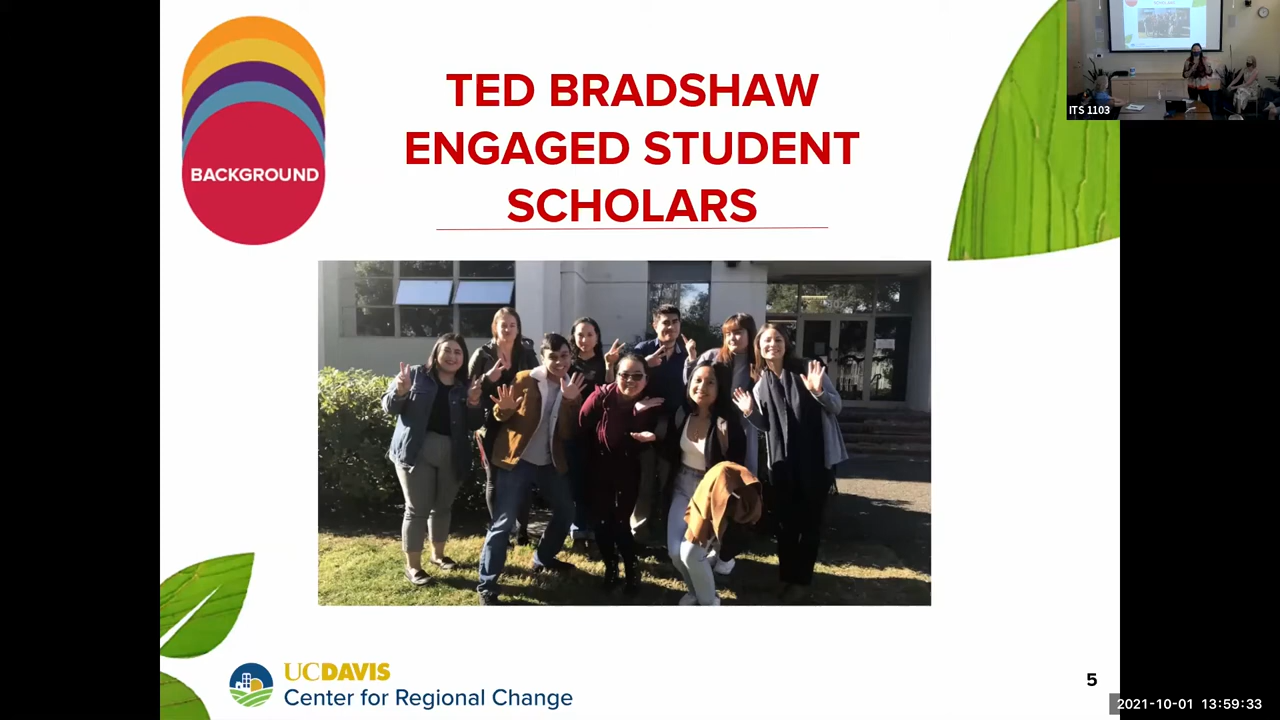 BACKGROUND
TED BRADSHAW
ENGAGED STUDENT
SCHOLARS
ITS 1103
UCDAVIS
Center for Regional Change
5
2021-10-01 13:59:33